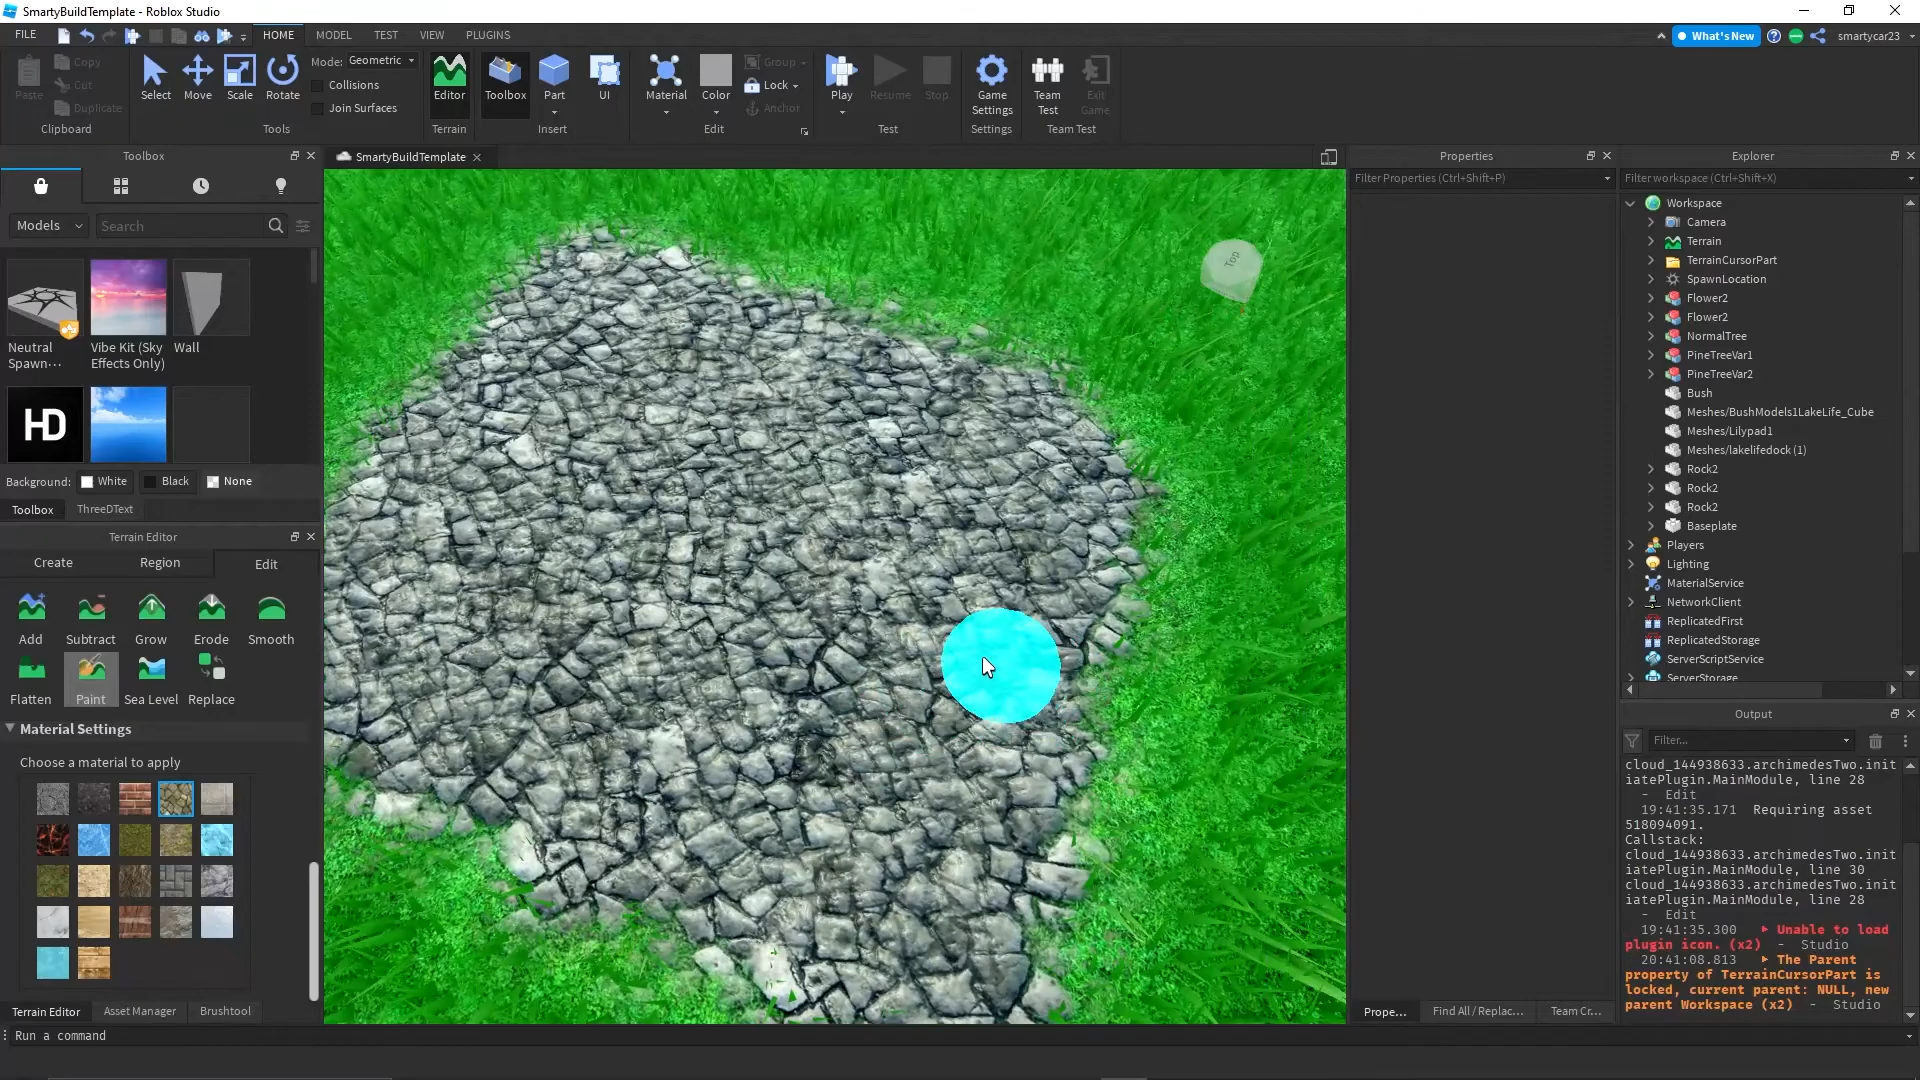 SmartyBuildTemplate - Roblox Studio
FILE
HOME
MODEL
TEST
VIEW
PLUGINS
What's New
smartycar23
Paste
Copy
Cut
Duplicate
Clipboard
Select
Move
Scale
Rotate
Mode: Geometric
Collisions
Join Surfaces
Tools
Editor
Terrain
Toolbox
Part
UI
Insert
Material
Color
Group
Lock
Anchor
Edit
Play
Resume
Stop
Test
Game
Settings
Settings
Team
Test
Exit
Game
Team Test
Toolbox
Models
Search
Neutral
Spawn...
Vibe Kit (Sky
Effects Only)
Wall
HD
Background: White Black None
Toolbox
ThreeDText
Terrain Editor
Create
Region
Edit
Add
Subtract
Grow
Erode
Smooth
Flatten
Paint
Sea Level
Replace
Material Settings
Choose a material to apply
Terrain Editor
Asset Manager
Brushtool
Run a command
SmartyBuildTemplate
Top
Properties
Filter Properties (Ctrl+Shift+P)
Prope...
Find All / Replac...
Team Cr...
Explorer
Filter workspace (Ctrl+Shift+X)
Workspace
Camera
Terrain
TerrainCursorPart
SpawnLocation
Flower2
Flower2
NormalTree
PineTreeVar1
PineTreeVar2
Bush
Meshes/BushModels1LakeLife_Cube
Meshes/Lilypad1
Meshes/lakelifedock (1)
Rock2
Rock2
Rock2
Baseplate
Players
Lighting
MaterialService
NetworkClient
ReplicatedFirst
ReplicatedStorage
ServerScriptService
ServerStorage
Output
Filter...
cloud_144938633.archimedesTwo.init
iatePlugin.MainModule, line 28
- Edit
19:41:35.171 Requiring asset
518094091.
Callstack:
cloud_144938633.archimedesTwo.init
iatePlugin.MainModule, line 30
cloud_144938633.archimedesTwo.init
iatePlugin.MainModule, line 28
- Edit
19:41:35.300 Unable to load
plugin icon. (x2) - Studio
20:41:08.813 The Parent
property of TerrainCursorPart is
locked, current parent: NULL, new
parent Workspace (x2) - Studio